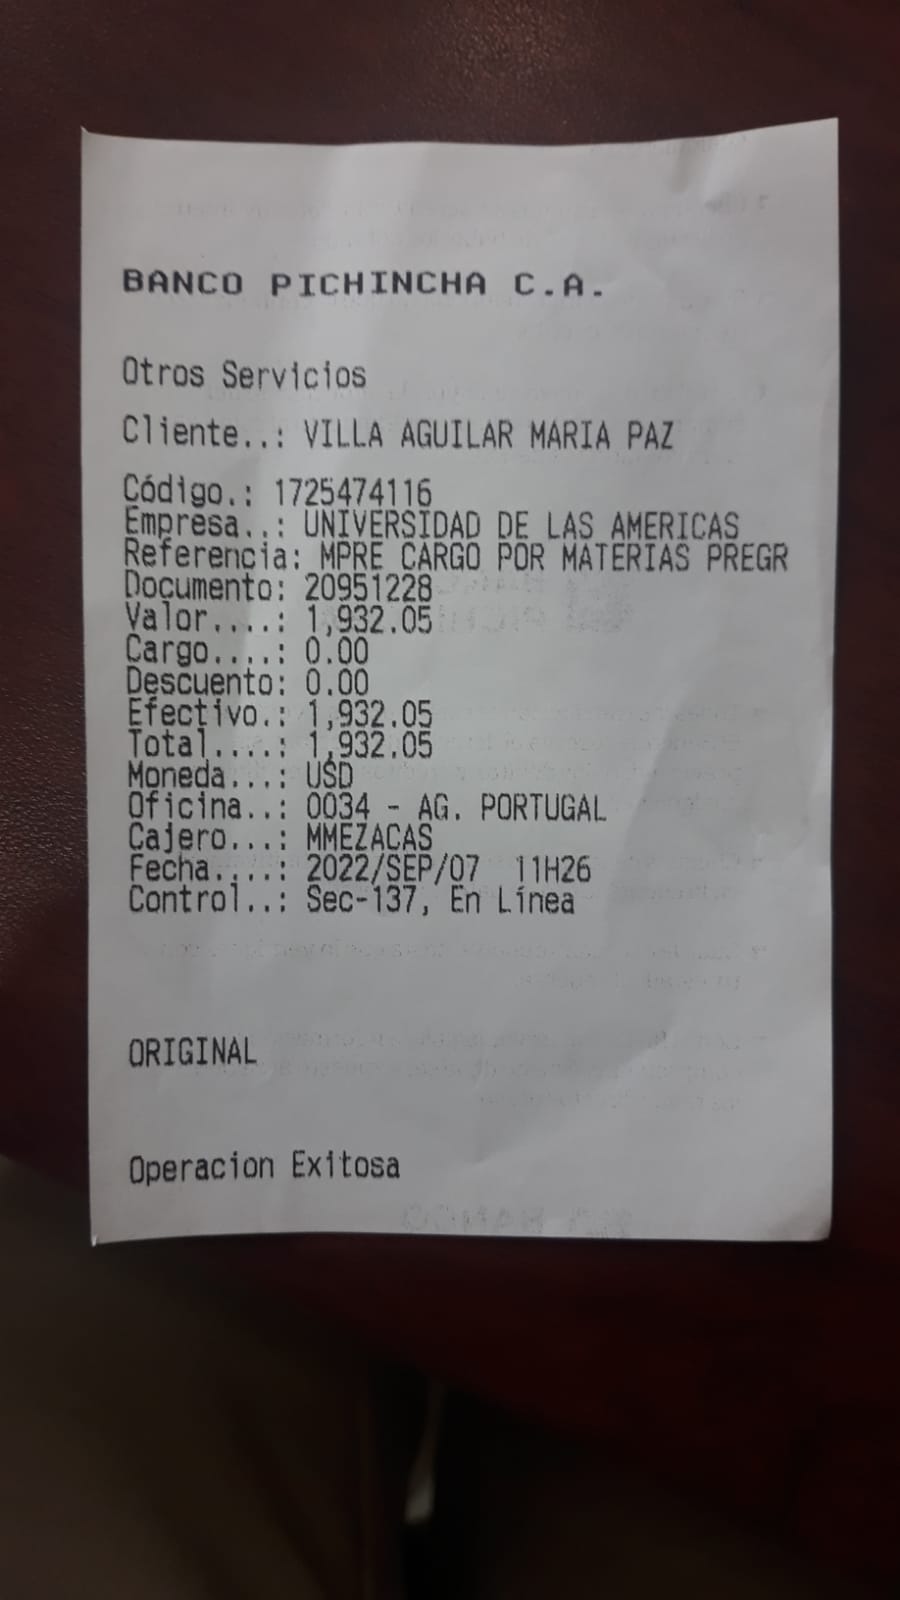 BANCO PICHINCHA C.A.
Otros Servicios
Cliente..: VILLA AGUILAR MARIA PAZ
Código.: 1725474116
Empresa..: UNIVERSIDAD DE LAS AMERICAS
Referencia: MPRE CARGO POR MATERIAS PREGR
Documento: 20951228
Valor....: 1,932.05
Cargo....: 0.00
Descuento: 0.00
Efectivo.: 1,932.05
Total....: 1,932.05
Moneda...: USD
Oficina..: 0034 - AG. PORTUGAL
Cajero...: MMEZACAS
Fecha....: 2022/SEP/07 11H26
Control..: Sec-137, En Línea
ORIGINAL
Operacion Exitosa